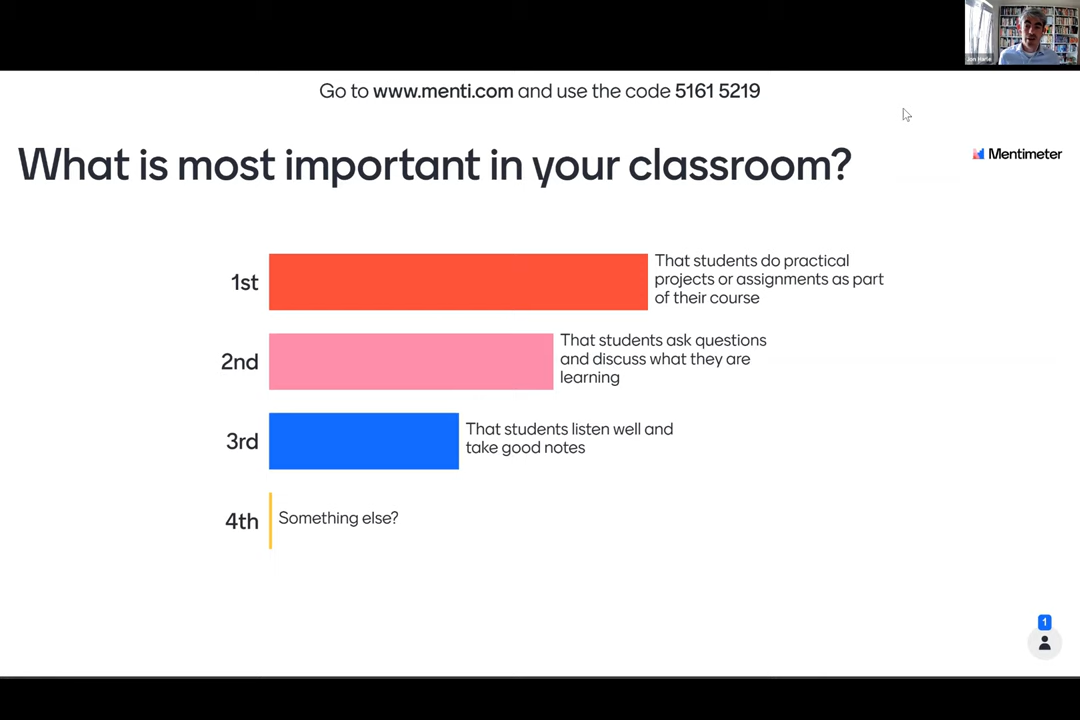 Jon Harle
Go to www.menti.com and use the code 5161 5219
What is most important in your classroom?
Mentimeter
1st
That students do practical
projects or assignments as part
of their course
2nd
That students ask questions
and discuss what they are
learning
3rd
That students listen well and
take good notes
4th
Something else?
1